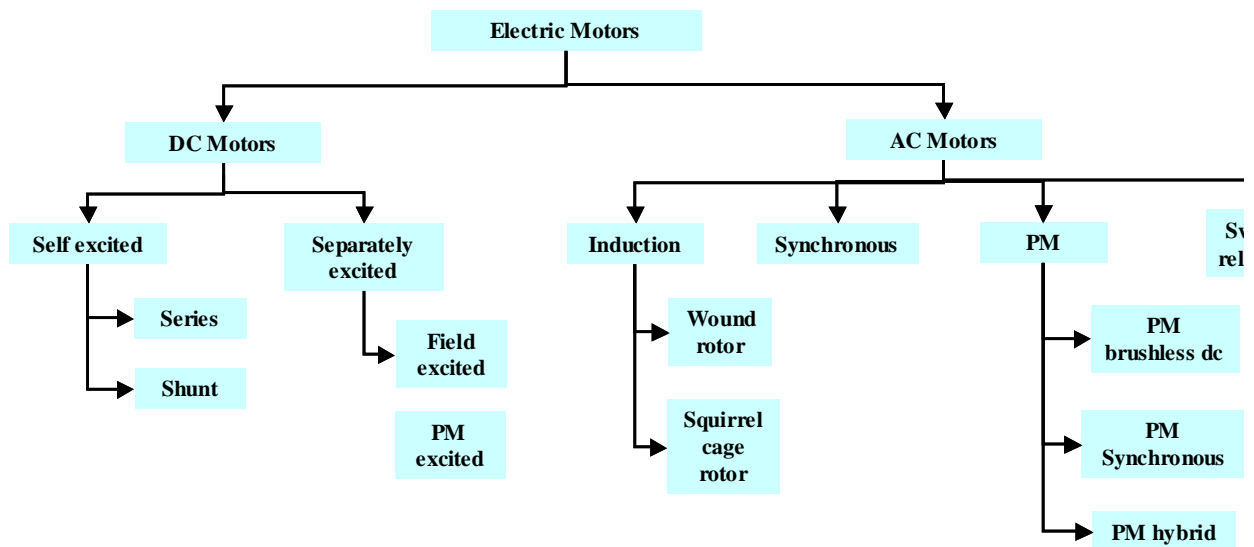 Electric Motors
DC Motors
AC Motors
Self excited
Separately
excited
Induction
Synchronous
PM
Series
Shunt
Field
excited
PM
excited
Wound
rotor
Squirrel
cage
rotor
PM
brushless dc
PM
Synchronous
PM hybrid